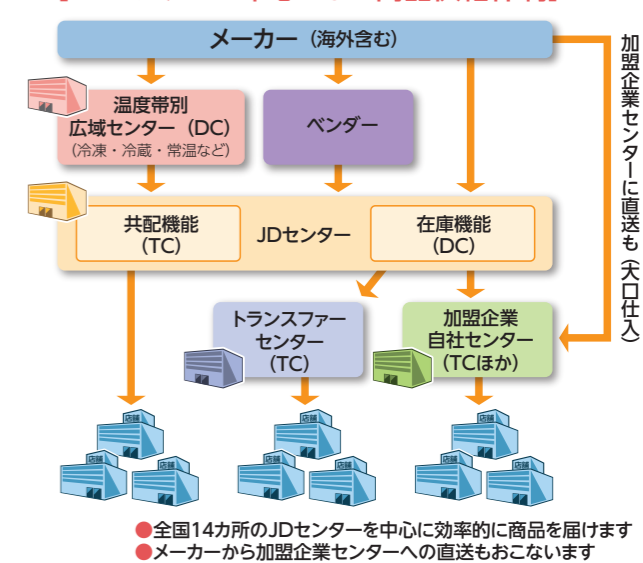 メーカー（海外含む）
温度帯別
広域センター（DC）
（冷凍・冷蔵・常温など）
ベンダー
加盟企業センターに直送も（大口仕入）
共配機能
（TC）
JDセンター
在庫機能
（DC）
トランスファー
センター
（TC）
加盟企業
自社センター
（TCほか）
店舗
店舗
店舗
店舗
店舗
店舗
店舗
店舗
店舗
●全国14カ所のJDセンターを中心に効率的に商品を届けます
●メーカーから加盟企業センターへの直送もおこないます